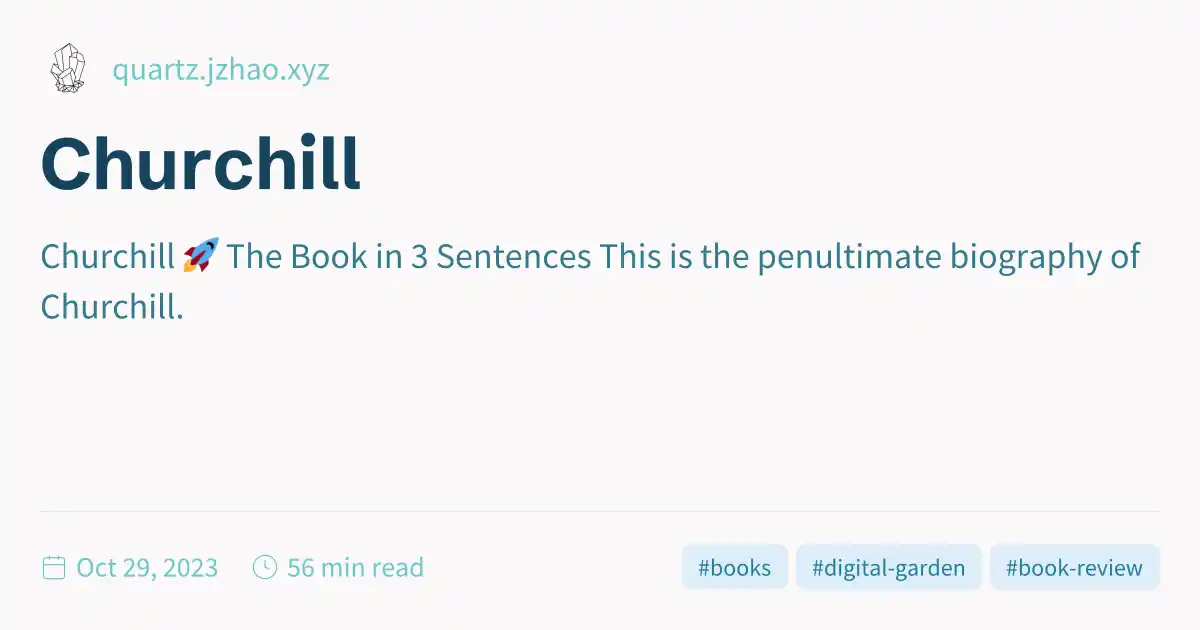 quartz.jzhao.xyz
Churchill
Churchill 🚀 The Book in 3 Sentences This is the penultimate biography of
Churchill.
Oct 29, 2023 56 min read #books #digital-garden #book-review